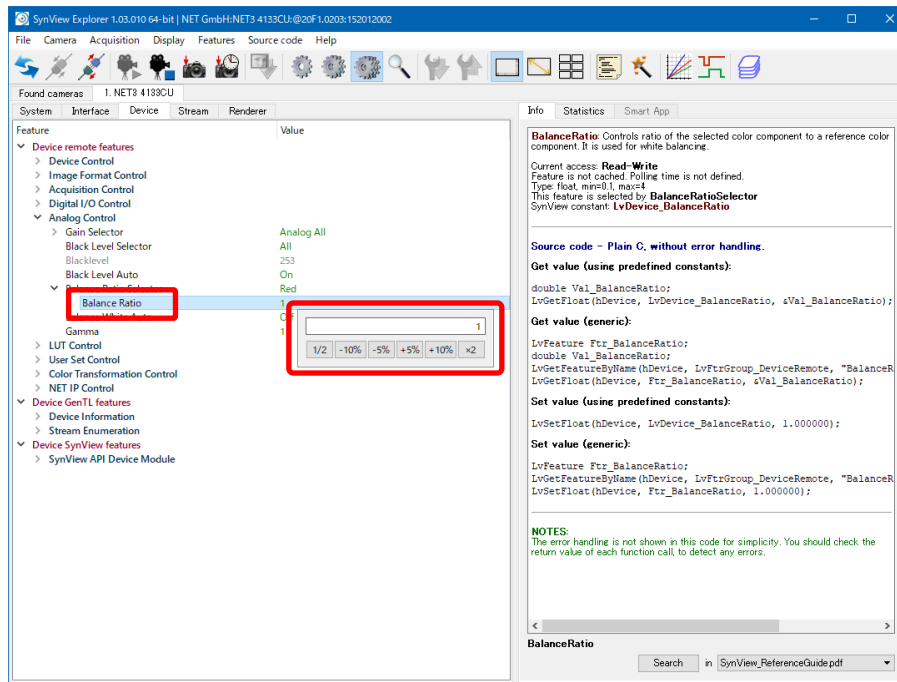 SynView Explorer 1.03.010 64-bit | NET GmbH:NET3 4133CU:@20F1.0203:152012002
File Camera Acquisition Display Features Source code Help
Found cameras 1. NET3 4133CU
System Interface Device Stream Renderer
Feature Value
Device remote features
Device Control
Image Format Control
Acquisition Control
Digital I/O Control
Analog Control
Gain Selector Analog All
Black Level Selector All
Blacklevel 253
Black Level Auto On
Balance Ratio Selector Red
Balance Ratio 1
Balance White Auto
Gamma 1
1
1/2 -10% -5% +5% +10% ×2
LUT Control
User Set Control
Color Transformation Control
NET IP Control
Device GenTL features
Device Information
Stream Enumeration
Device SynView features
SynView API Device Module
Info Statistics Smart App
BalanceRatio: Controls ratio of the selected color component to a reference color
component. It is used for white balancing.
Current access: Read-Write
Feature is not cached. Polling time is not defined.
Type: float, min=0.1, max=4
This feature is selected by BalanceRatioSelector
SynView constant: LvDevice_BalanceRatio
Source code - Plain C, without error handling.
Get value (using predefined constants):
double Val_BalanceRatio;
LvGetFloat(hDevice, LvDevice_BalanceRatio, &Val_BalanceRatio);
Get value (generic):
LvFeature Ftr_BalanceRatio;
double Val_BalanceRatio;
LvGetFeatureByName(hDevice, LvFtrGroup_DeviceRemote, "BalanceR
LvGetFloat(hDevice, Ftr_BalanceRatio, &Val_BalanceRatio);
Set value (using predefined constants):
LvSetFloat(hDevice, LvDevice_BalanceRatio, 1.000000);
Set value (generic):
LvFeature Ftr_BalanceRatio;
LvGetFeatureByName(hDevice, LvFtrGroup_DeviceRemote, "BalanceR
LvSetFloat(hDevice, Ftr_BalanceRatio, 1.000000);
NOTES:
The error handling is not shown in this code for simplicity. You should check the
return value of each function call, to detect any errors.
BalanceRatio
Search in SynView_ReferenceGuide.pdf